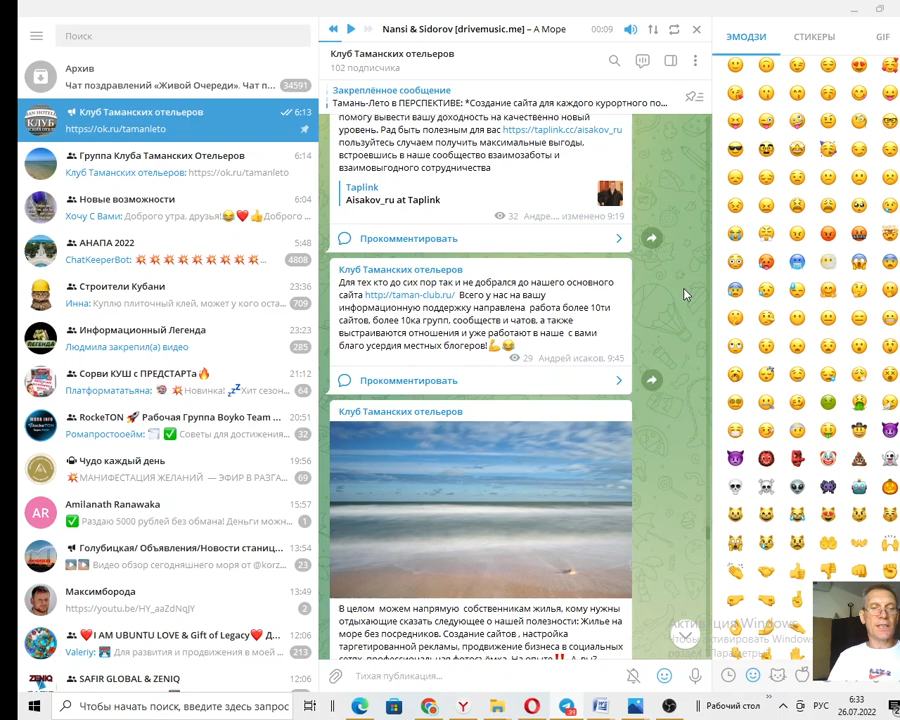 Поиск
Архив
Чат поздравлений «Живой Очереди». Чат п... 34591
Клуб Таманских отельеров 6:13
https://ok.ru/tamanleto
Группа Клуба Таманских Отельеров 6:14
Клуб Таманских отельеров: https://ok.ru/tamanleto
Новые возможности 6:04
Хочу С Вами: Доброго утра, друзья!😂❤️👍Доброго ...
АНАПА 2022 5:48
ChatKeeperBot: 💥💥💥💥💥💥💥💥💥... 4808
Строители Кубани 23:36
Инна: Куплю плиточный клей, может у кого оста... 709
Информационный Легенда 23:23
Людмила закрепил(а) видео 285
Сорви КУШ с ПРЕДСТАРТа🔥 21:12
Платформататьяна: 💥Новинка! 💤Хит сезон... 64
RockeTON 🚀 Рабочая Группа Boyko Team ... 20:51
Ромапростооейм: ✅ Советы для достижения... 32
Чудо каждый день 19:56
💥МАНИФЕСТАЦИЯ ЖЕЛАНИЙ — ЭФИР В РАЗГА... 69
AR
Amilanath Ranawaka 15:57
✅ Раздаю 5000 рублей без обмана! Деньги можн... 1
Голубицкая/ Объявления/Новости станиц... 13:54
▶️▶️ Видео обзор сегодняшнего моря от @korz... 23
Максимборода 13:49
https://youtu.be/HY_aaZdNqJY 2
❤️I AM UBUNTU LOVE & Gift of Legacy❤️ Д... 12:06
Valeriy: Для развития и продвижения в моей ... 213
ZENIQ
SAFIR GLOBAL & ZENIQ 12:06
Nansi & Sidorov [drivemusic.me] – А Море 00:09
Клуб Таманских отельеров
102 подписчика
Закреплённое сообщение
Тамань-Лето в ПЕРСПЕКТИВЕ: *Создание сайта для каждого курортного по...
помогу вывести вашу доходность на качественно новый
уровень. Рад быть полезным для вас https://taplink.cc/aisakov_ru
пользуйтесь случаем получить максимальные выгоды,
встроевшись в наше сообщество взаимозаботы и
взаимовыгодного сотрудничества
Taplink
Aisakov_ru at Taplink
32 Андре.... изменено 9:19
Прокомментировать
Клуб Таманских отельеров
Для тех кто до сих пор так и не добрался до нашего основного
сайта http://taman-club.ru/ Всего у нас на вашу
информационную поддержку направлена работа более 10ти
сайтов, более 10ка групп, сообществ и чатов, а также
выстраиваются отношения и уже работают в наше с вами
благо усердия местных блогеров!💪😂
29 Андрей исаков, 9:45
Прокомментировать
Клуб Таманских отельеров
В целом можем напрямую собственникам жилья, кому нужны
отдыхающие сказать следующее о нашей полезности: Жилье на
море без посредников. Создание сайтов , настройка
таргетированной рекламы, продвижение бизнеса в социальных
Тихая публикация...
ЭМОДЗИ СТИКЕРЫ GIF
Активация Windows
Чтобы активировать Windows
Чтобы начать поиск, введите здесь запрос
Рабочий стол
РУС
6:33
26.07.2022